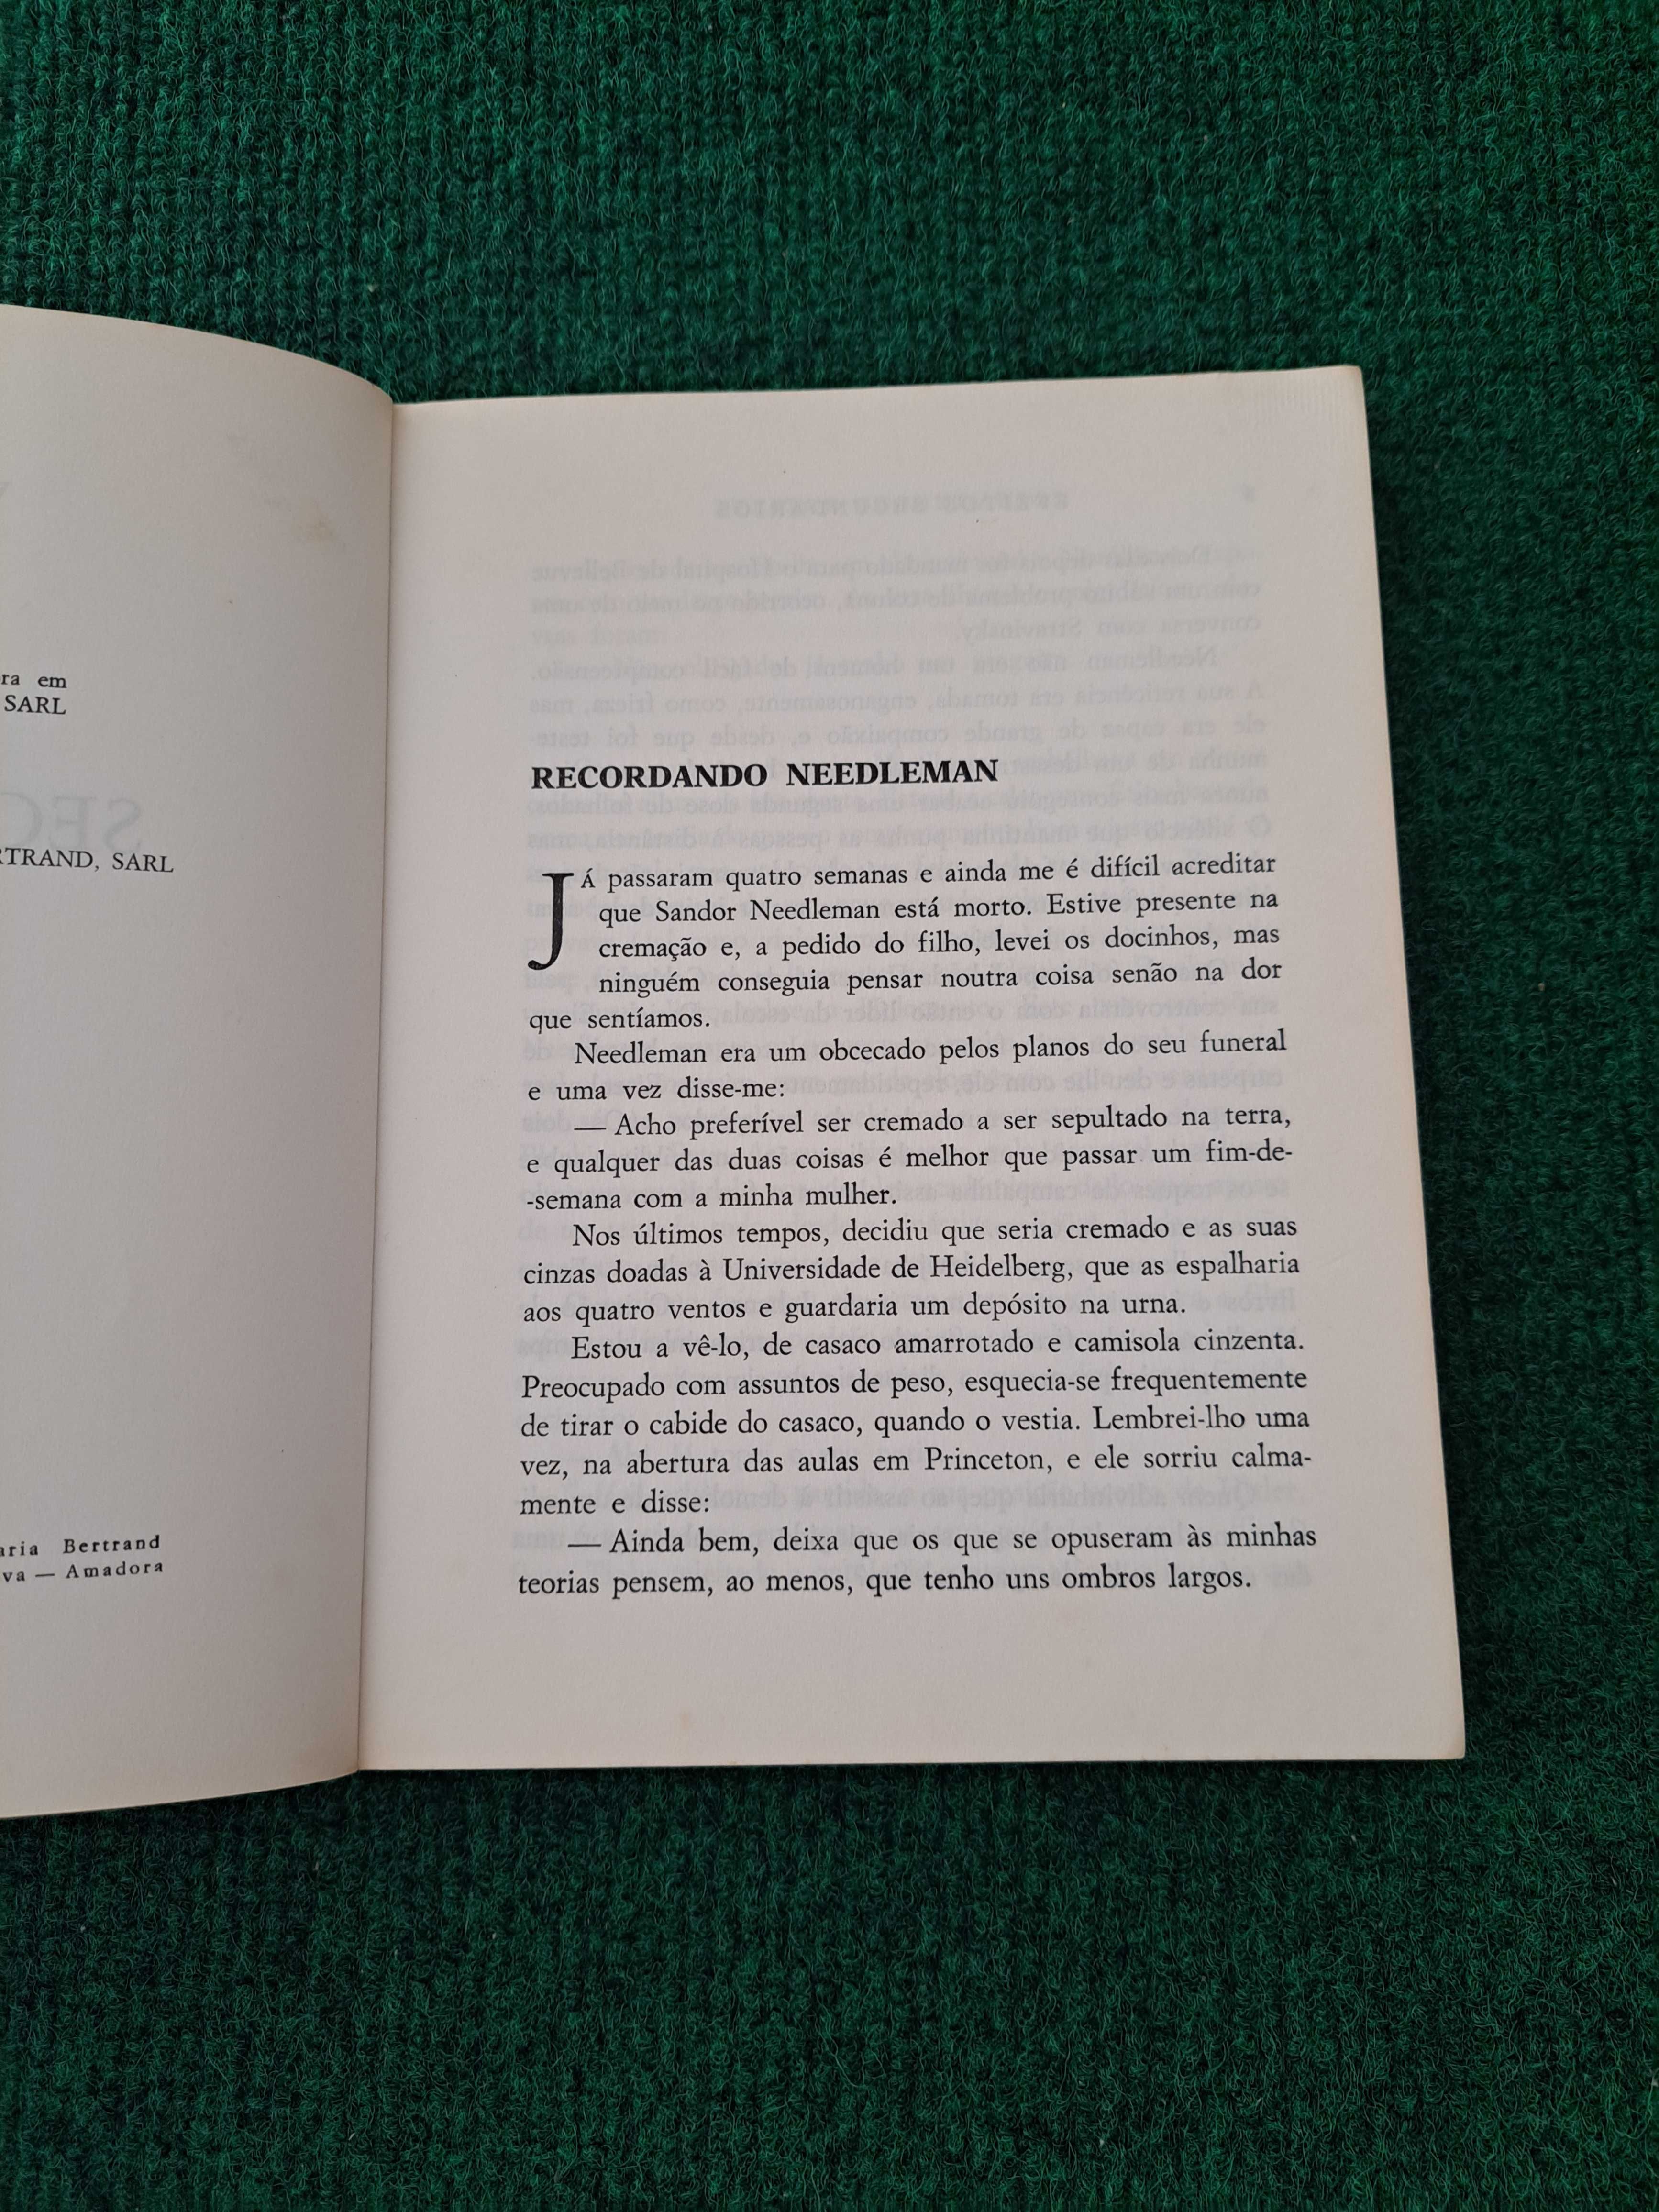 ra em
SARL
RTRAND, SARL
aria Bertrand
va — Amadora
RECORDANDO NEEDLEMAN
JÁ passaram quatro semanas e ainda me é difícil acreditar
que Sandor Needleman está morto. Estive presente na
cremação e, a pedido do filho, levei os docinhos, mas
ninguém conseguia pensar noutra coisa senão na dor
que sentíamos.
Needleman era um obcecado pelos planos do seu funeral
e uma vez disse-me:
— Acho preferível ser cremado a ser sepultado na terra,
e qualquer das duas coisas é melhor que passar um fim-de-
-semana com a minha mulher.
Nos últimos tempos, decidiu que seria cremado e as suas
cinzas doadas à Universidade de Heidelberg, que as espalharia
aos quatro ventos e guardaria um depósito na urna.
Estou a vê-lo, de casaco amarrotado e camisola cinzenta.
Preocupado com assuntos de peso, esquecia-se frequentemente
de tirar o cabide do casaco, quando o vestia. Lembrei-lho uma
vez, na abertura das aulas em Princeton, e ele sorriu calma-
mente e disse:
— Ainda bem, deixa que os que se opuseram às minhas
teorias pensem, ao menos, que tenho uns ombros largos.